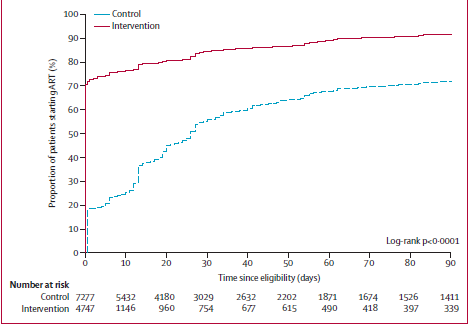 Control
Intervention
100
90
80
70
60
50
40
30
20
10
0
Proportion of patients starting ART (%)
Log-rank p<0·0001
0 10 20 30 40 50 60 70 80 90
Time since eligibility (days)
Number at risk
Control 7277 5432 4180 3029 2632 2202 1871 1674 1526 1411
Intervention 4747 1146 960 754 677 615 490 418 397 339